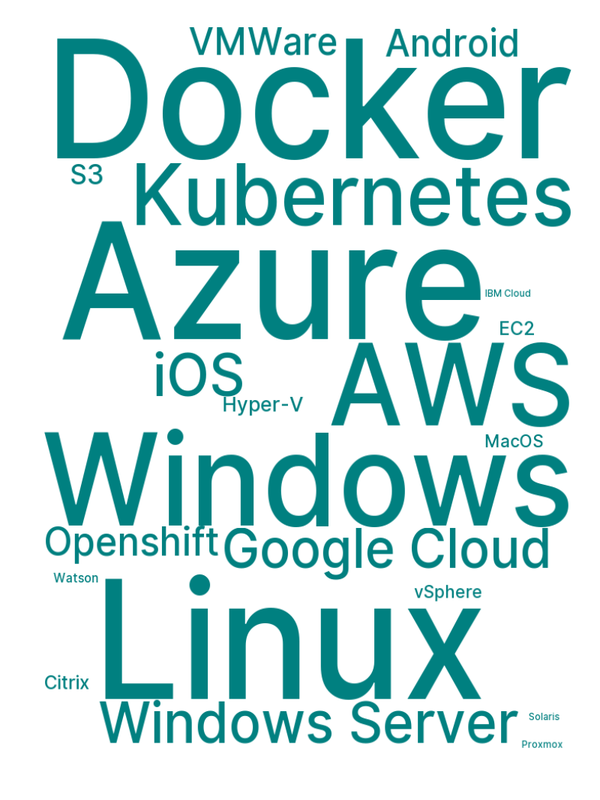 VMWare
Android
Docker
S3
Kubernetes
Azure
IBM Cloud
EC2
iOS
AWS
Hyper-V
MacOS
Windows
Openshift
Google Cloud
Watson
vSphere
Linux
Citrix
Windows Server
Solaris
Proxmox